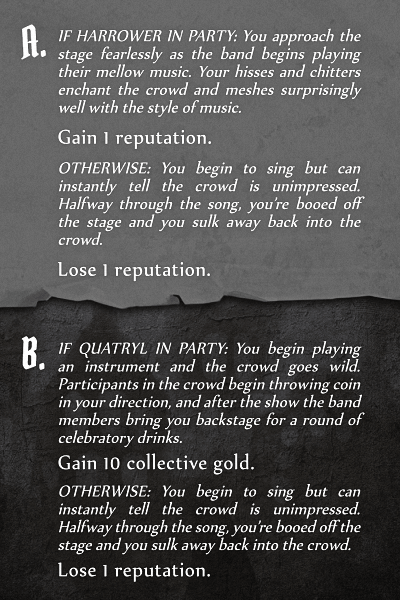 A. IF HARROWER IN PARTY: You approach the
stage fearlessly as the band begins playing
their mellow music. Your hisses and chitters
enchant the crowd and meshes surprisingly
well with the style of music.
Gain 1 reputation.
OTHERWISE: You begin to sing but can
instantly tell the crowd is unimpressed.
Halfway through the song, you're booed off
the stage and you sulk away back into the
crowd.
Lose 1 reputation.
B. IF QUATRYL IN PARTY: You begin playing
an instrument and the crowd goes wild.
Participants in the crowd begin throwing coin
in your direction, and after the show the band
members bring you backstage for a round of
celebratory drinks.
Gain 10 collective gold.
OTHERWISE: You begin to sing but can
instantly tell the crowd is unimpressed.
Halfway through the song, you're booed off the
stage and you sulk away back into the crowd.
Lose 1 reputation.